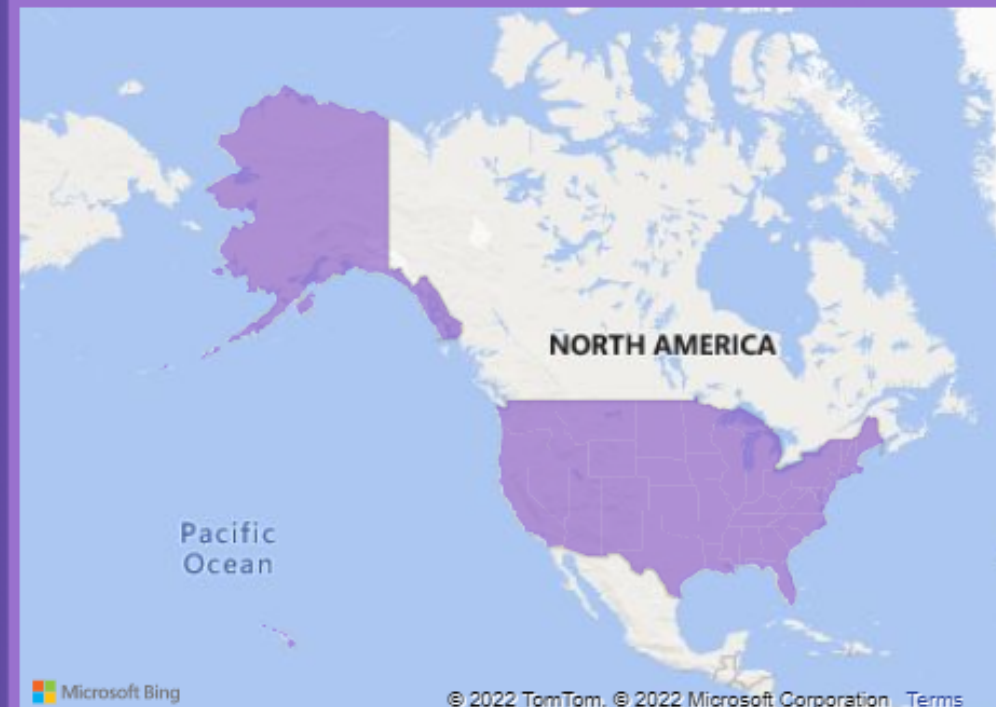 NORTH AMERICA
Pacific
Ocean
Microsoft Bing
© 2022 TomTom, © 2022 Microsoft Corporation Terms